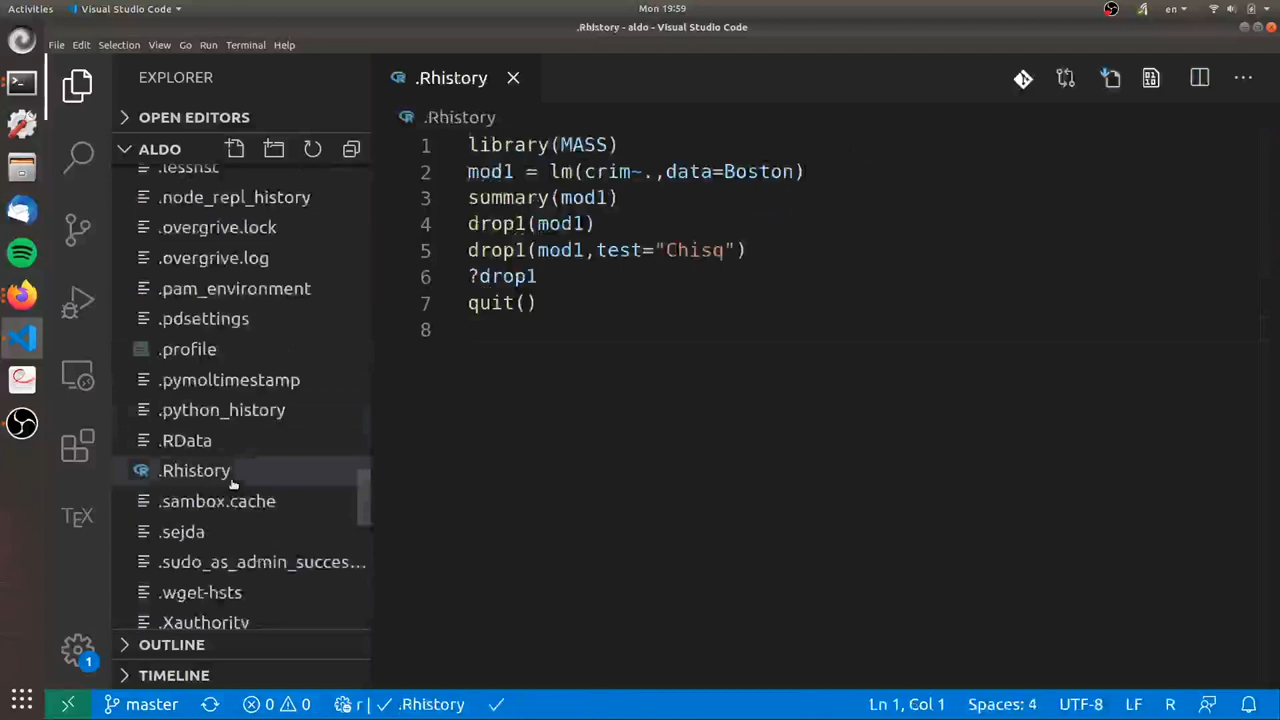 Activities
Visual Studio Code
Mon 19:59
en
.Rhistory - aldo - Visual Studio Code
File Edit Selection View Go Run Terminal Help
EXPLORER
.Rhistory
OPEN EDITORS
.Rhistory
ALDO
.lesshst
.node_repl_history
.overgrive.lock
.overgrive.log
.pam_environment
.pdsettings
.profile
.pymoltimestamp
.python_history
.RData
.Rhistory
.sambox.cache
.sejda
.sudo_as_admin_succes...
.wget-hsts
.Xauthority
OUTLINE
TIMELINE
1 library(MASS)
2 mod1 = lm(crim~.,data=Boston)
3 summary(mod1)
4 drop1(mod1)
5 drop1(mod1,test="Chisq")
6 ?drop1
7 quit()
8
TEX
1
master
0
0
r
.Rhistory
Ln 1, Col 1
Spaces: 4
UTF-8
LF
R